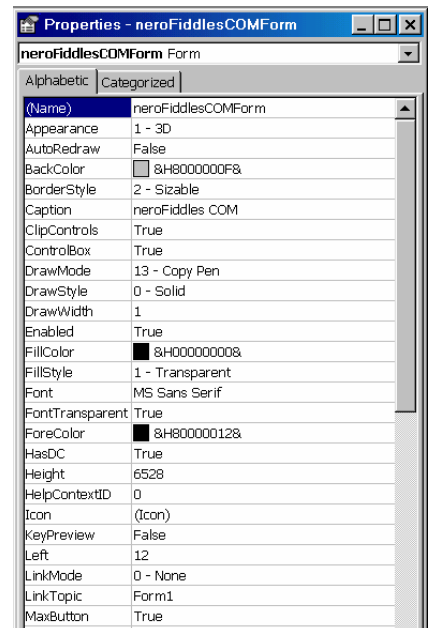 Properties - neroFiddlesCOMForm
neroFiddlesCOMForm Form
Alphabetic Categorized
(Name) neroFiddlesCOMForm
Appearance 1 - 3D
AutoRedraw False
BackColor &H8000000F&
BorderStyle 2 - Sizable
Caption neroFiddles COM
ClipControls True
ControlBox True
DrawMode 13 - Copy Pen
DrawStyle 0 - Solid
DrawWidth 1
Enabled True
FillColor &H00000000&
FillStyle 1 - Transparent
Font MS Sans Serif
FontTransparent True
ForeColor &H80000012&
HasDC True
Height 6528
HelpContextID 0
Icon (Icon)
KeyPreview False
Left 12
LinkMode 0 - None
LinkTopic Form1
MaxButton True